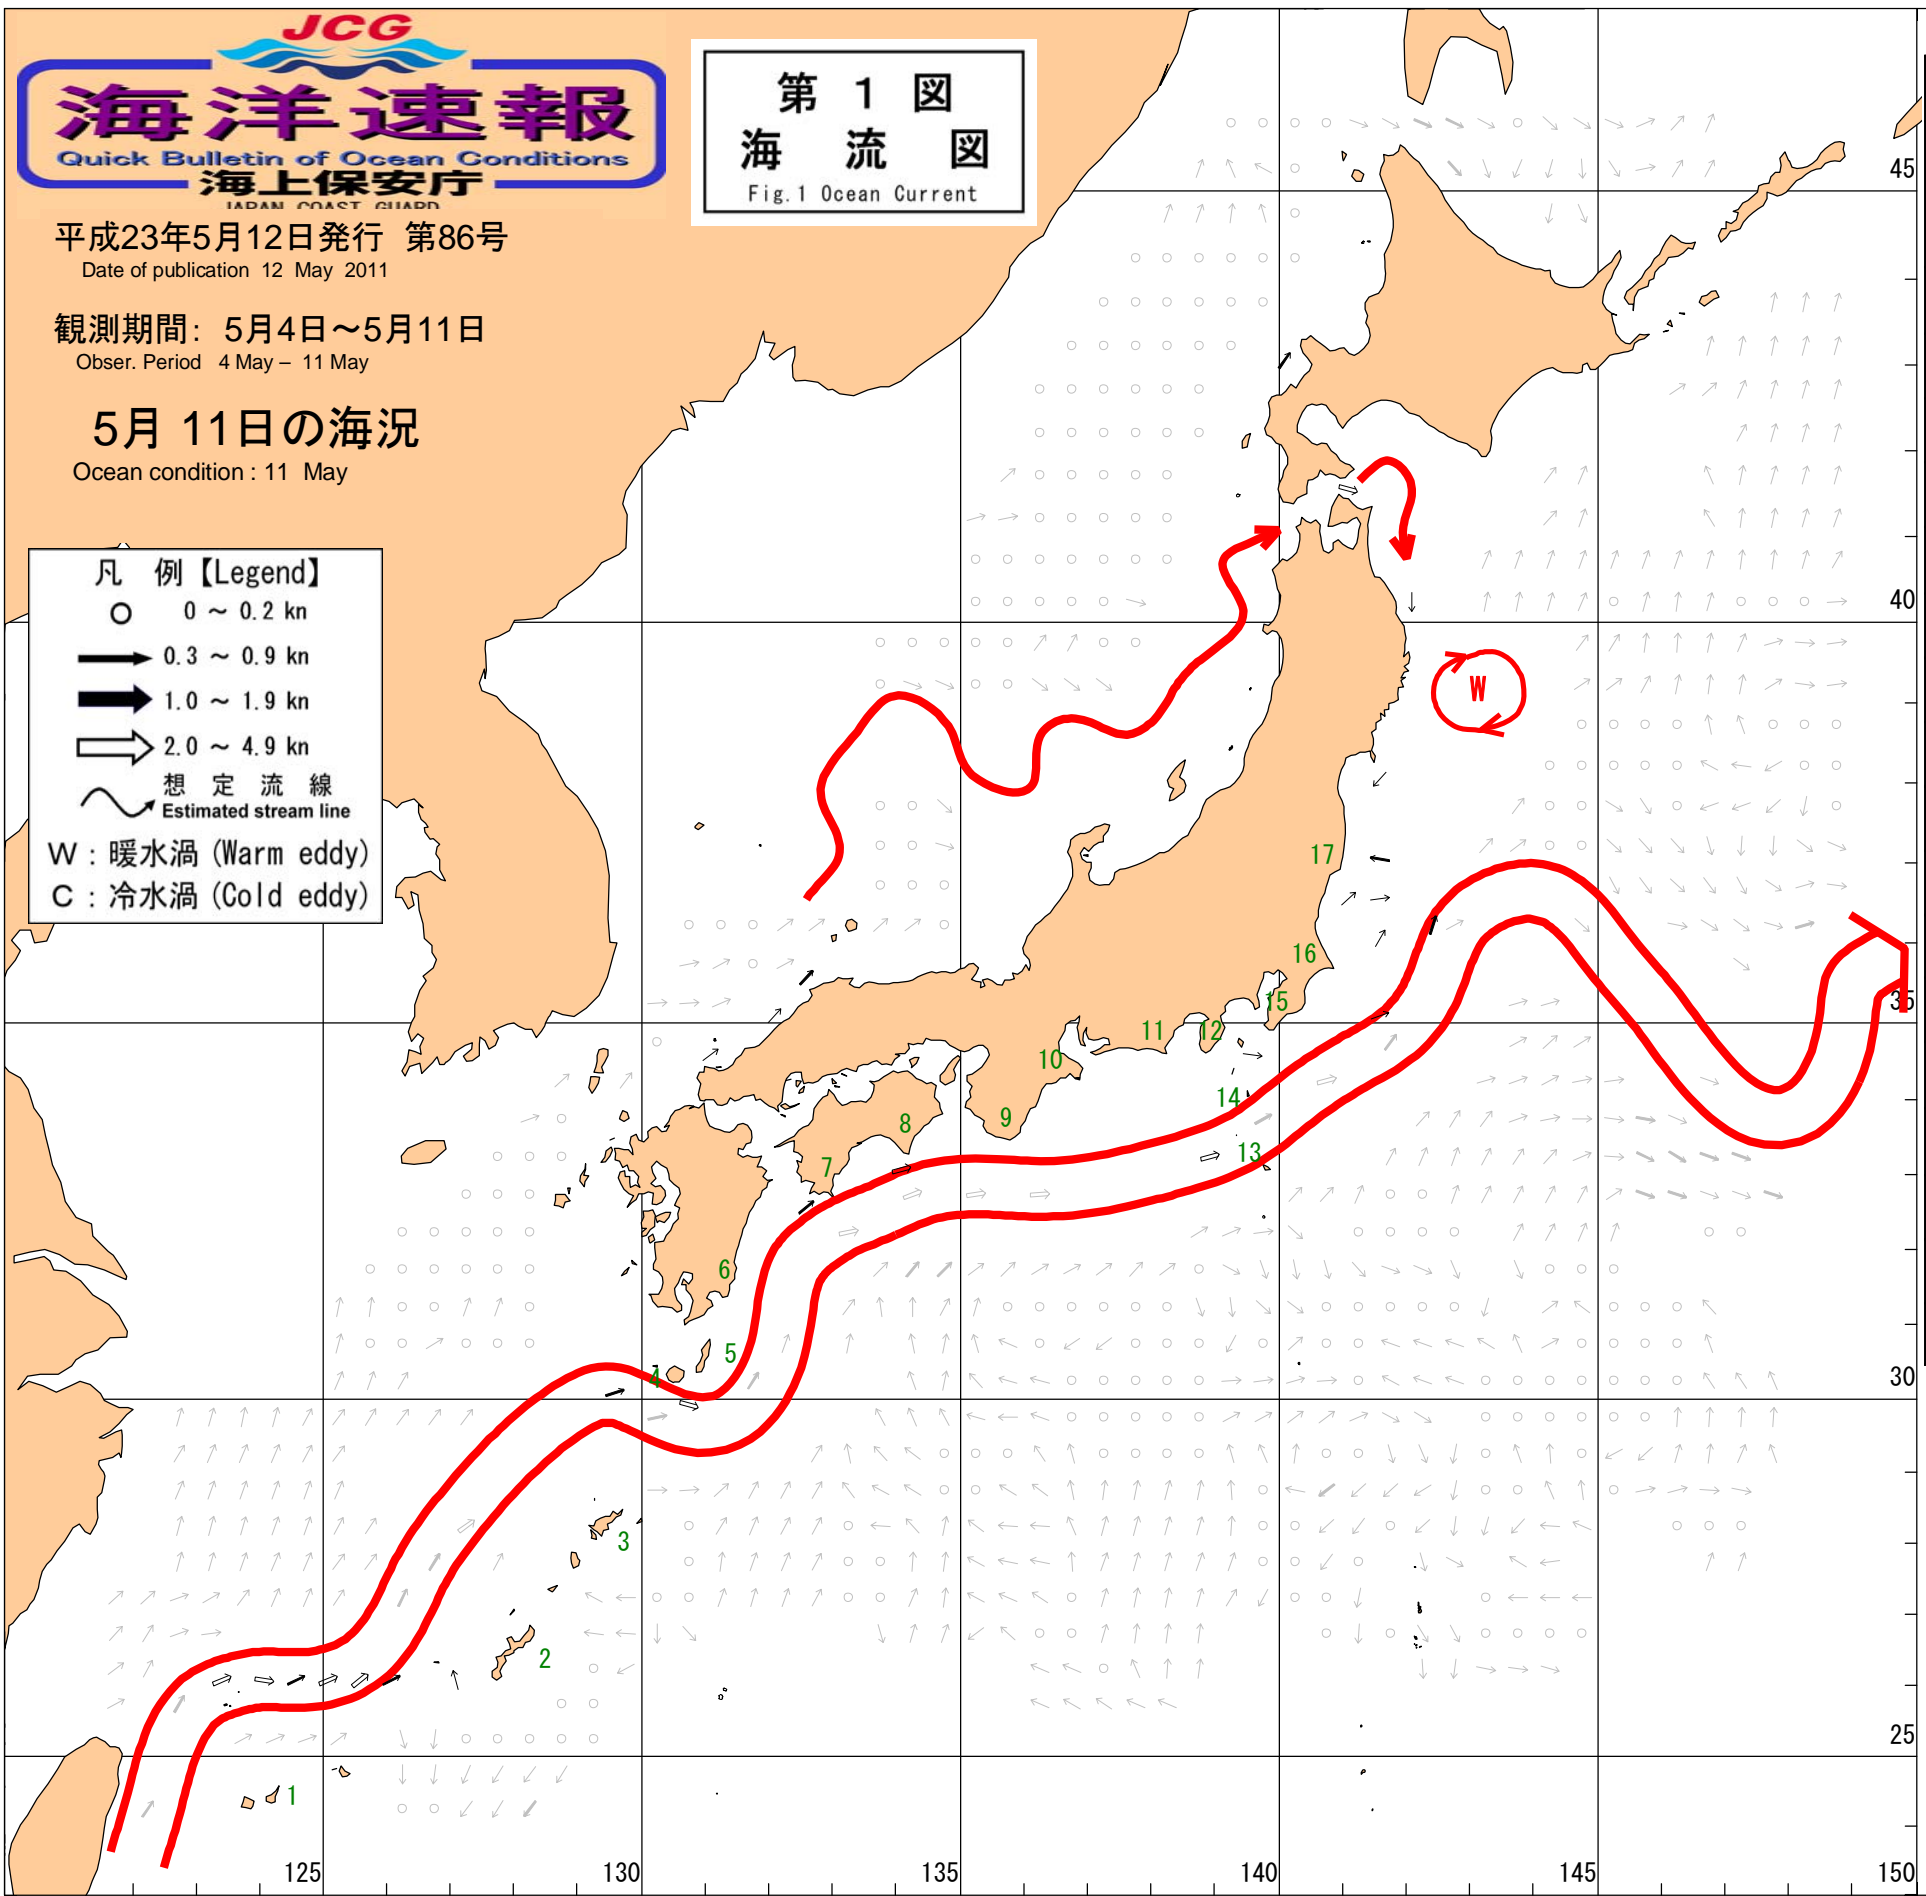 JCG
海洋速報
Quick Bulletin of Ocean Conditions
海上保安庁
JAPAN COAST GUARD
第 1 図
海 流 図
Fig.1 Ocean Current
平成23年5月12日発行 第86号
Date of publication 12 May 2011
観測期間: 5月4日～5月11日
Obser. Period 4 May – 11 May
5月 11日の海況
Ocean condition : 11 May
凡 例【Legend】
0 ～ 0.2 kn
0.3 ～ 0.9 kn
1.0 ～ 1.9 kn
2.0 ～ 4.9 kn
想 定 流 線
Estimated stream line
W : 暖水渦 (Warm eddy)
C : 冷水渦 (Cold eddy)
45
40
W
17
16
35
15
12
11
10
14
9
8
13
7
6
5
4
30
3
2
25
1
125
130
135
140
145
150